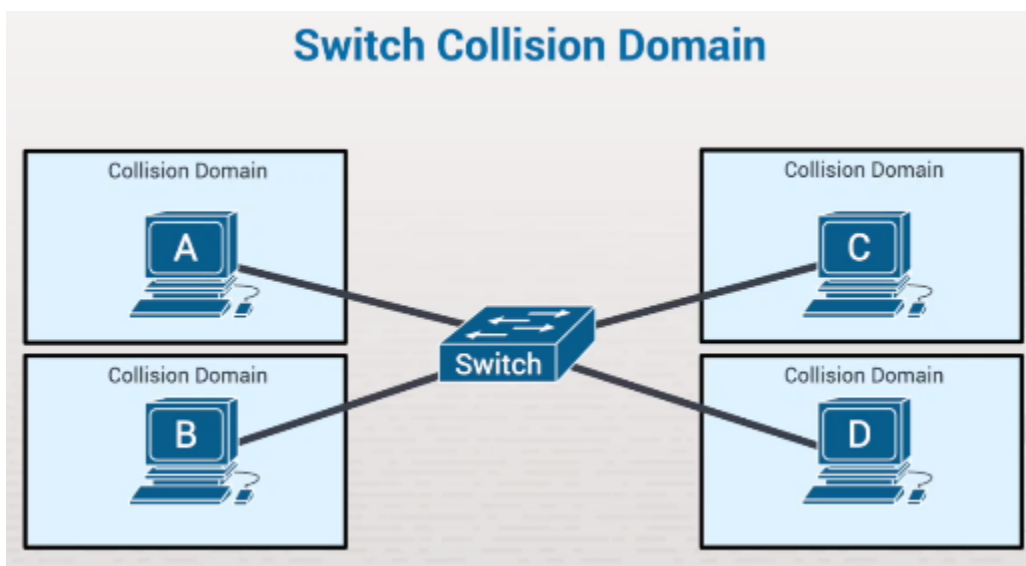 Switch Collision Domain
Collision Domain
A
Collision Domain
C
Switch
Collision Domain
B
Collision Domain
D